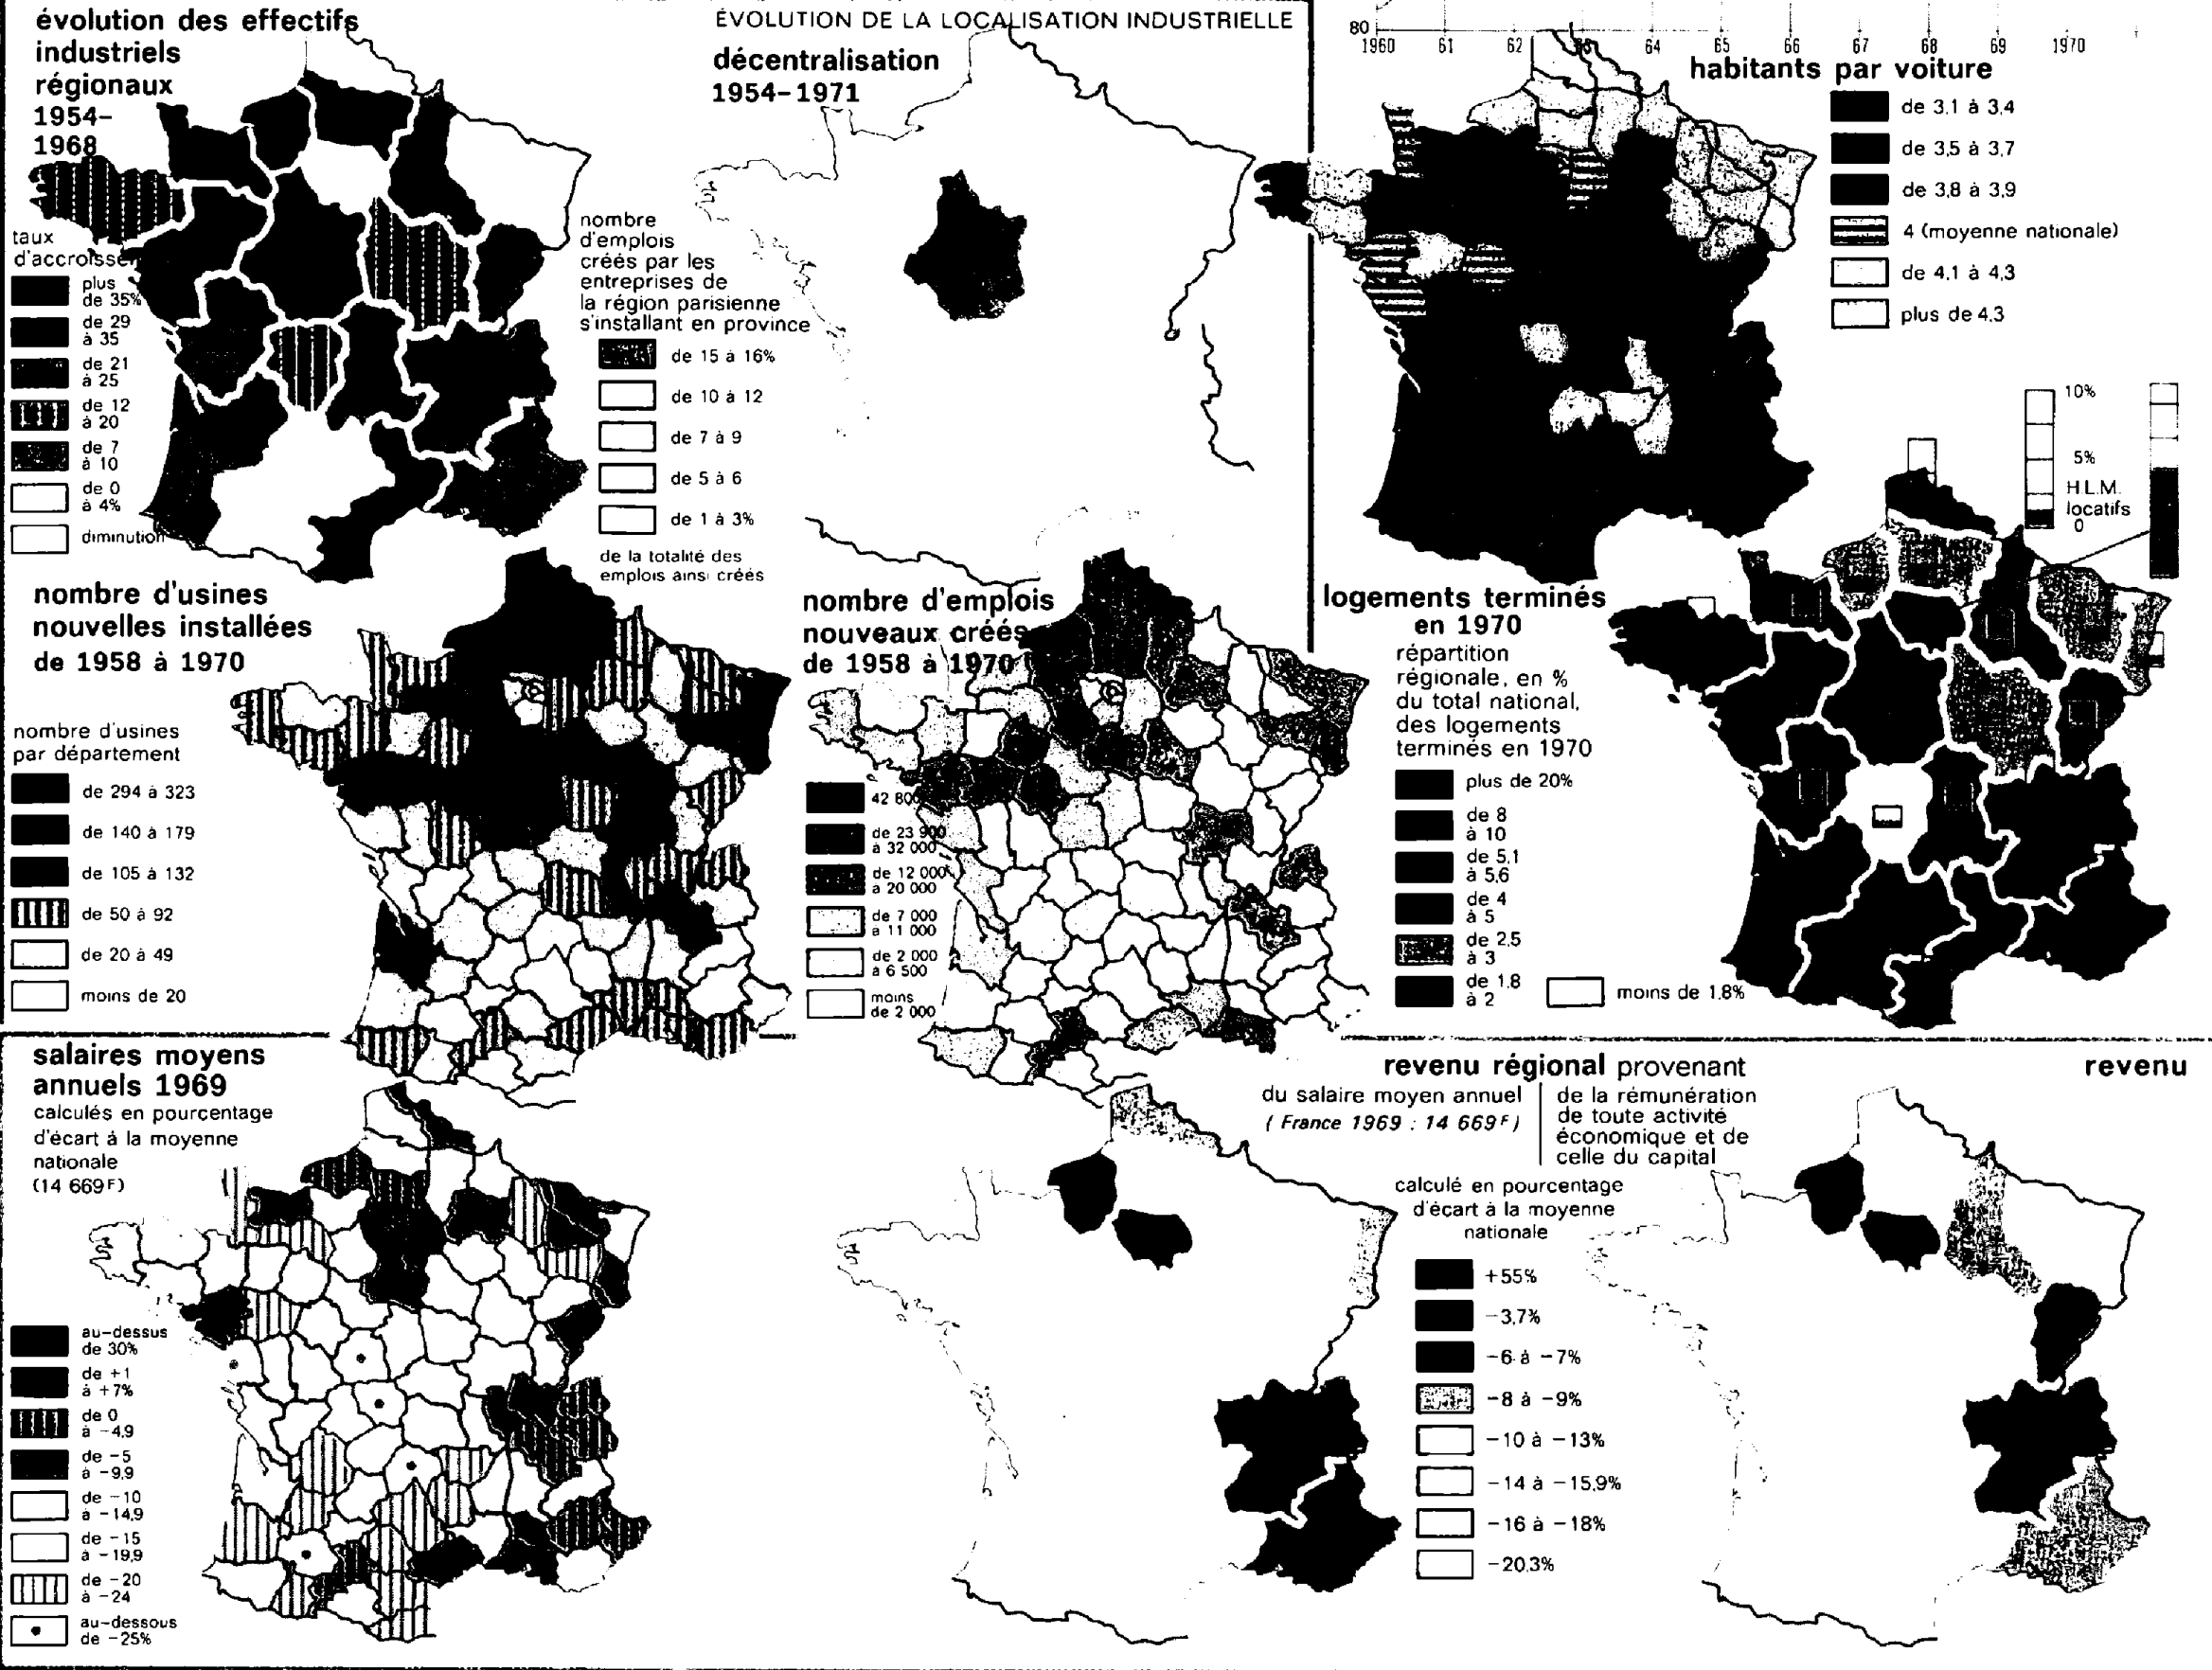 évolution des effectifs
industriels
régionaux
1954-
1968
taux
plus
de 35%
de 29
à 35
de 21
à 25
de 12
à 20
de 7
à 10
de 0
à 4%
diminution
ÉVOLUTION DE LA LOCALISATION INDUSTRIELLE
décentralisation
1954-1971
nombre
d'emplois
créés par les
entreprises de
la région parisienne
s'installant en province
de 15 à 16%
de 10 à 12
de 7 à 9
de 5 à 6
de 1 à 3%
de la totalité des
emplois ainsi créés
80
1960 61 62 63 64 65 66 67 68 69 1970
habitants par voiture
de 3,1 à 3,4
de 3,5 à 3,7
de 3,8 à 3,9
4 (moyenne nationale)
de 4,1 à 4,3
plus de 4,3
nombre d'usines
nouvelles installées
de 1958 à 1970
nombre d'usines
par département
de 294 à 323
de 140 à 179
de 105 à 132
de 50 à 92
de 20 à 49
moins de 20
nombre d'emplois
nouveaux créés
de 1958 à 1970
42 800
de 23 900
à 32 000
de 12 000
à 20 000
de 7 000
à 11 000
de 2 000
à 6 500
moins
de 2 000
10%
5%
H.L.M.
locatifs
0
logements terminés
en 1970
répartition
régionale, en %
du total national,
des logements
terminés en 1970
plus de 20%
de 8
à 10
de 5,1
à 5,6
de 4
à 5
de 2,5
à 3
de 1,8
à 2
moins de 1,8%
salaires moyens
annuels 1969
calculés en pourcentage
d'écart à la moyenne
nationale
(14 669F)
au-dessus
de 30%
de +1
à +7%
de 0
à -4,9
de -5
à -9,9
de -10
à -14,9
de -15
à -19,9
de -20
à -24
au-dessous
de -25%
revenu régional provenant
du salaire moyen annuel
(France 1969 : 14 669F)
de la rémunération
de toute activité
économique et de
celle du capital
calculé en pourcentage
d'écart à la moyenne
nationale
+55%
-3,7%
-6 à -7%
-8 à -9%
-10 à -13%
-14 à -15,9%
-16 à -18%
-20,3%
revenu